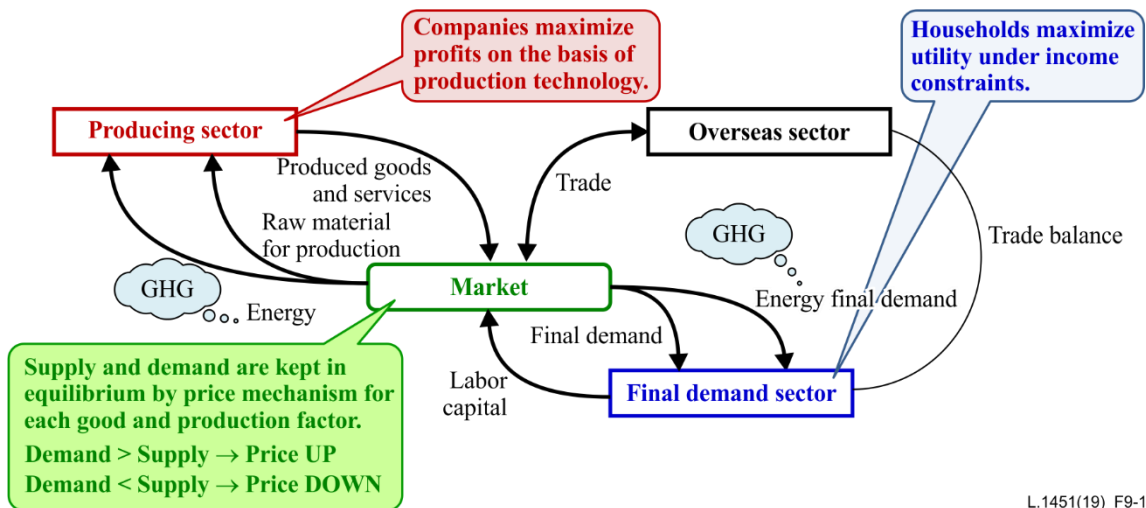 Companies maximize
profits on the basis of
production technology.
Households maximize
utility under income
constraints.
Producing sector
Overseas sector
Produced goods
and services
Trade
Raw material
for production
GHG
Trade balance
GHG
Market
Energy final demand
Energy
Final demand
Supply and demand are kept in
equilibrium by price mechanism for
each good and production factor.
Demand > Supply → Price UP
Demand < Supply → Price DOWN
Labor
capital
Final demand sector
L.1451(19)_F9-1